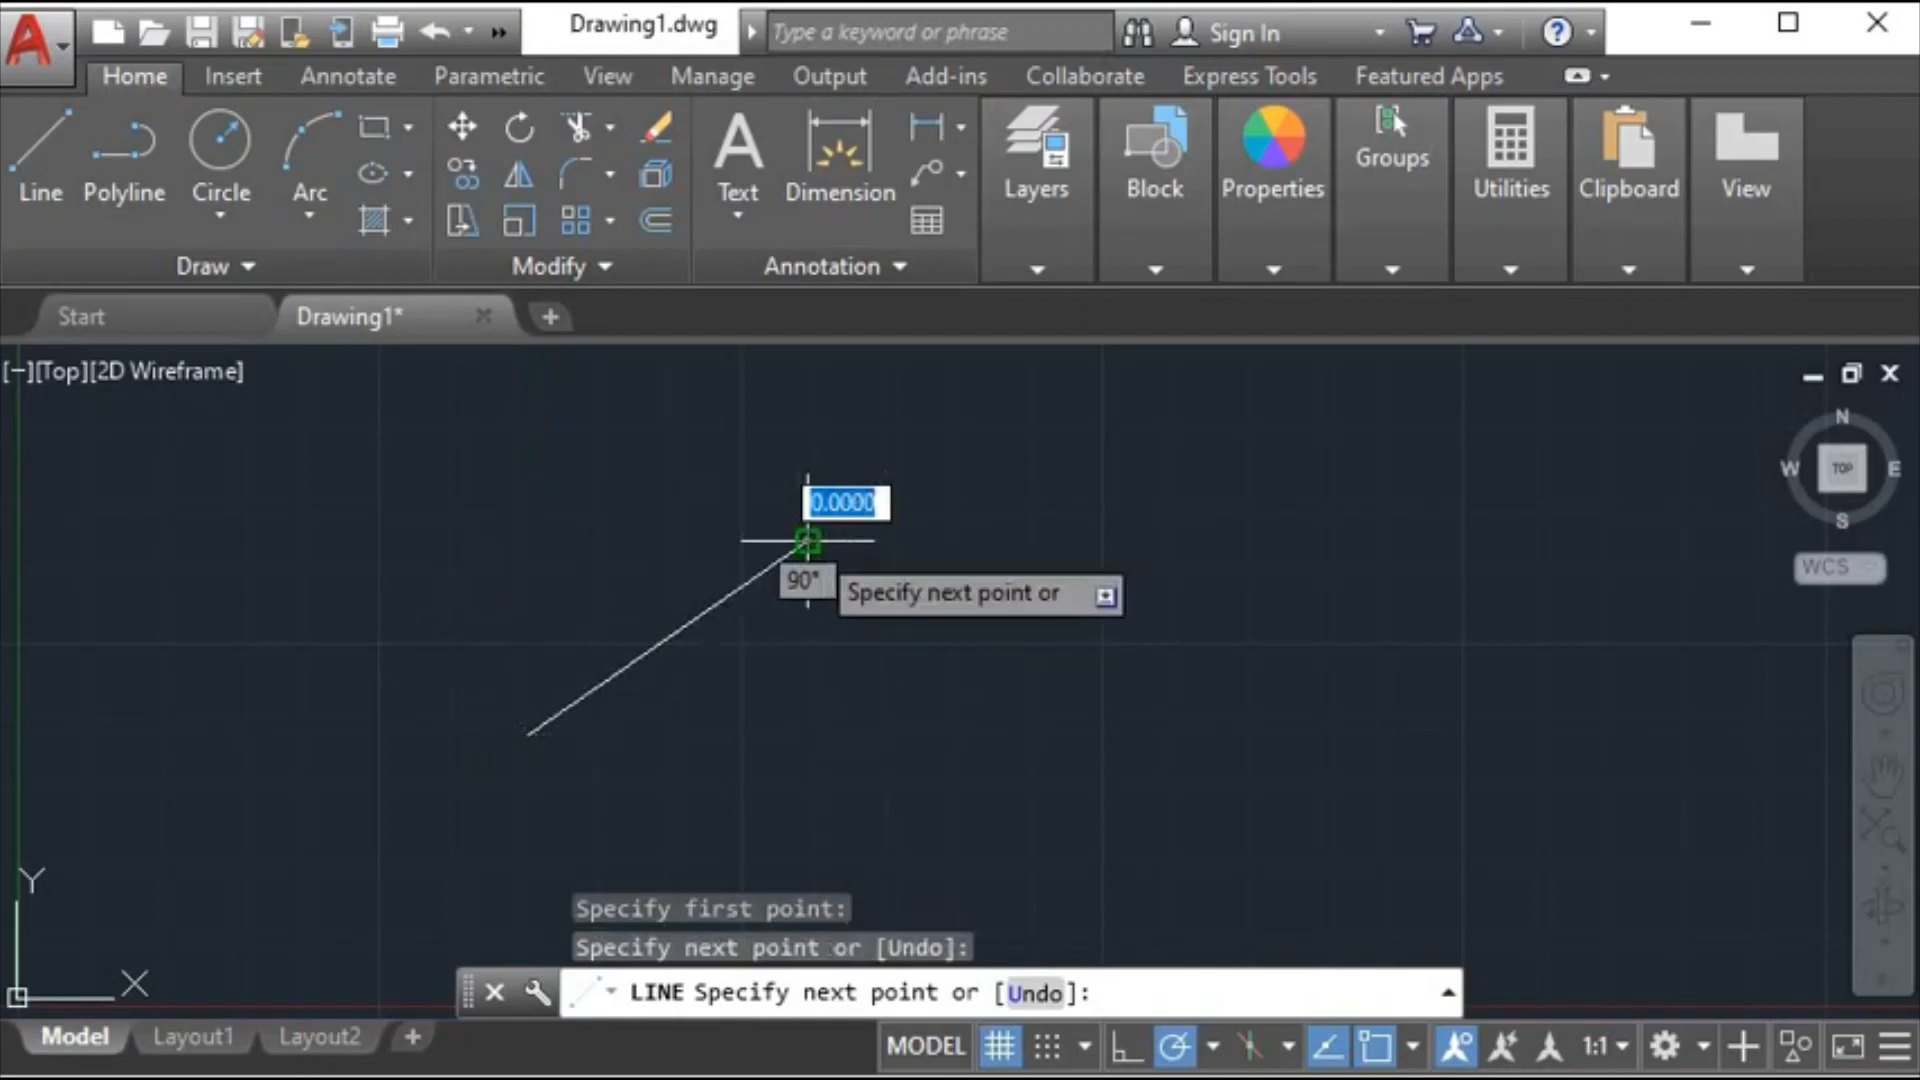 Drawing1.dwg
Type a keyword or phrase
Sign In
Home Insert Annotate Parametric View Manage Output Add-ins Collaborate Express Tools Featured Apps
Line Polyline Circle Arc
Text Dimension
Layers Block Properties Groups Utilities Clipboard View
Draw Modify Annotation
Start Drawing1*
[−][Top][2D Wireframe]
N
W TOP E
S
WCS
0.0000
90°
Specify next point or
Y
X
Specify first point:
Specify next point or [Undo]:
LINE Specify next point or [Undo]:
Model Layout1 Layout2 +
MODEL 1:1